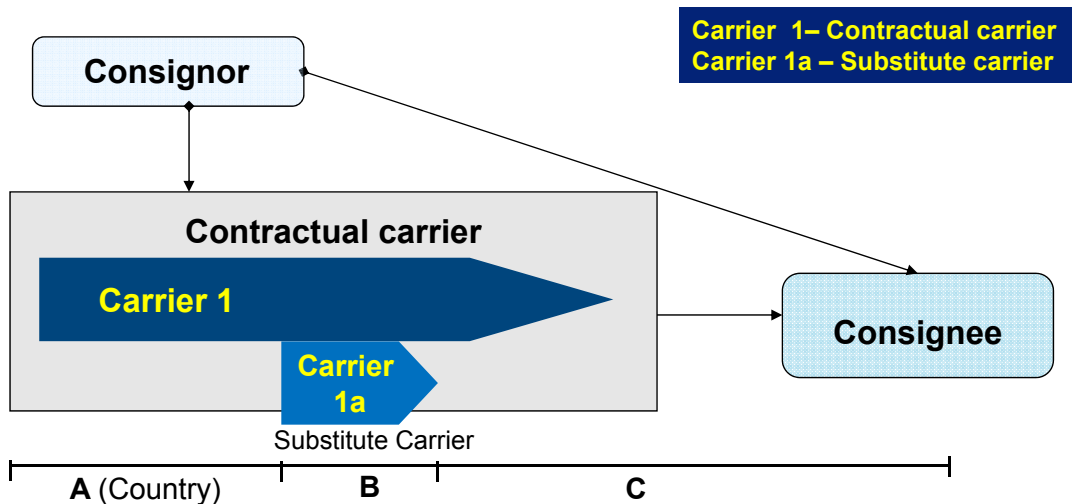 Carrier 1– Contractual carrier
Carrier 1a – Substitute carrier
Consignor
Contractual carrier
Carrier 1
Carrier
1a
Consignee
Substitute Carrier
A (Country)
B
C